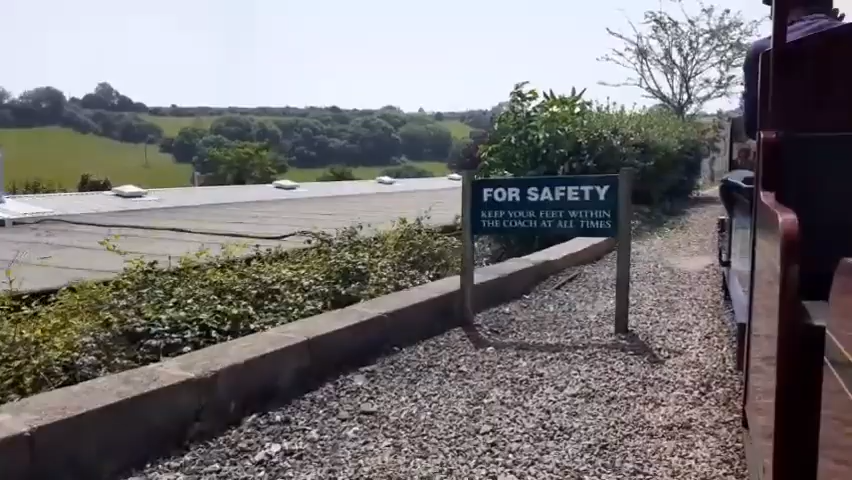 FOR SAFETY
KEEP YOUR FEET WITHIN
THE COACH AT ALL TIMES